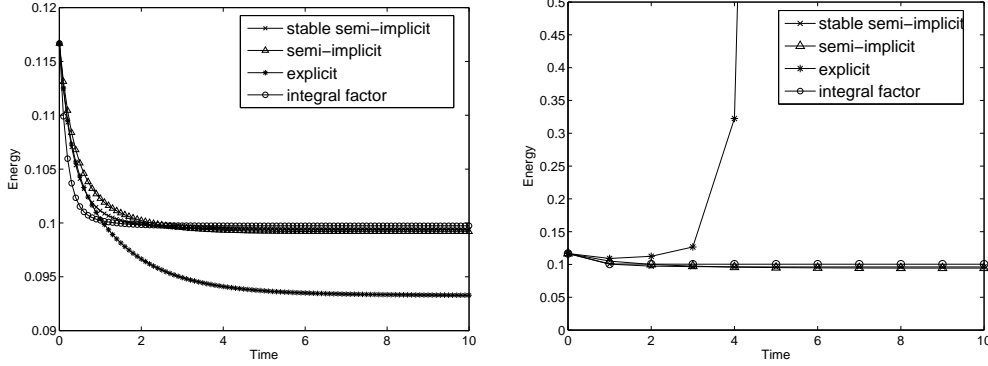 0.12
0.115
0.11
0.105
0.1
0.095
0.09
Energy
stable semi-implicit
semi-implicit
explicit
integral factor
0 2 4 6 8 10
Time
0.5
0.45
0.4
0.35
0.3
0.25
0.2
0.15
0.1
0.05
0
Energy
stable semi-implicit
semi-implicit
explicit
integral factor
0 2 4 6 8 10
Time